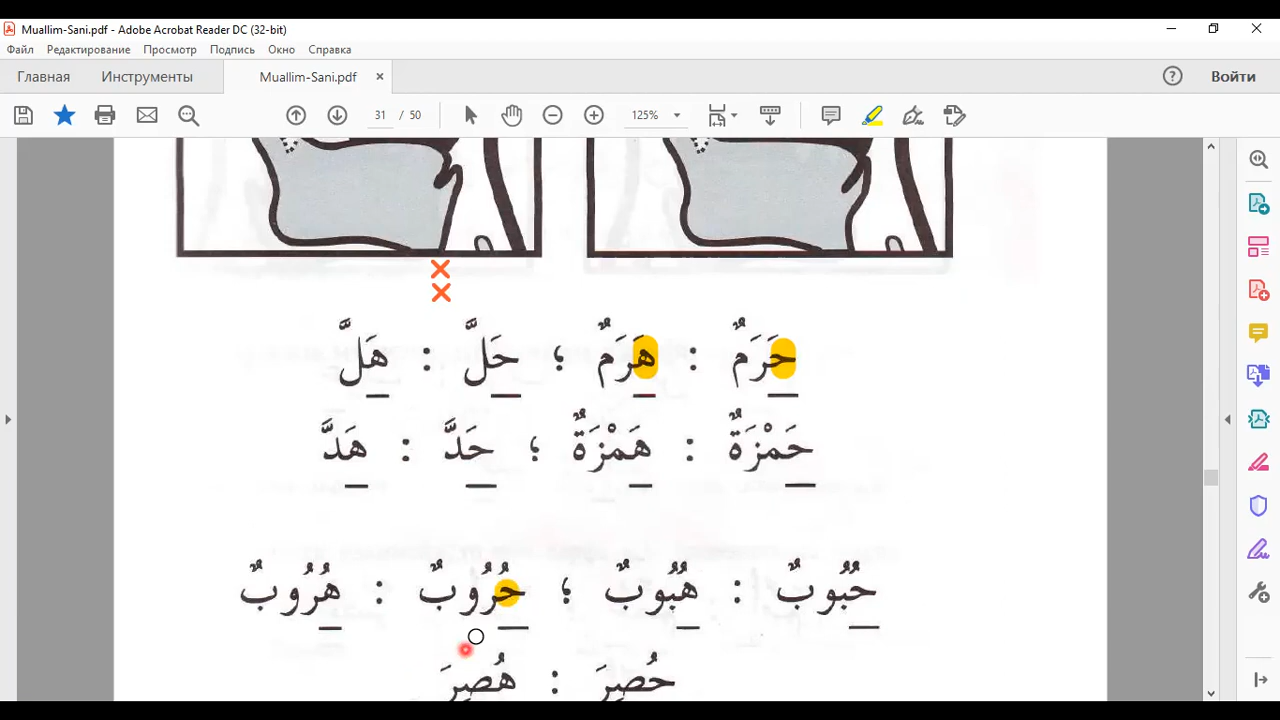 Muallim-Sani.pdf - Adobe Acrobat Reader DC (32-bit)
Файл Редактирование Просмотр Подпись Окно Справка
Главная Инструменты Muallim-Sani.pdf × Войти
31 / 50 125%
حَرَمٌ : هَرَمٌ ؛ حَلَّ : هَلَّ
حَمْزَةٌ : هَمْزَةٌ ؛ حَدَّ : هَدَّ
حُبُوبٌ : هُبُوبٌ ؛ حُرُوبٌ : هُرُوبٌ
حُصِرَ : هُصِرَ